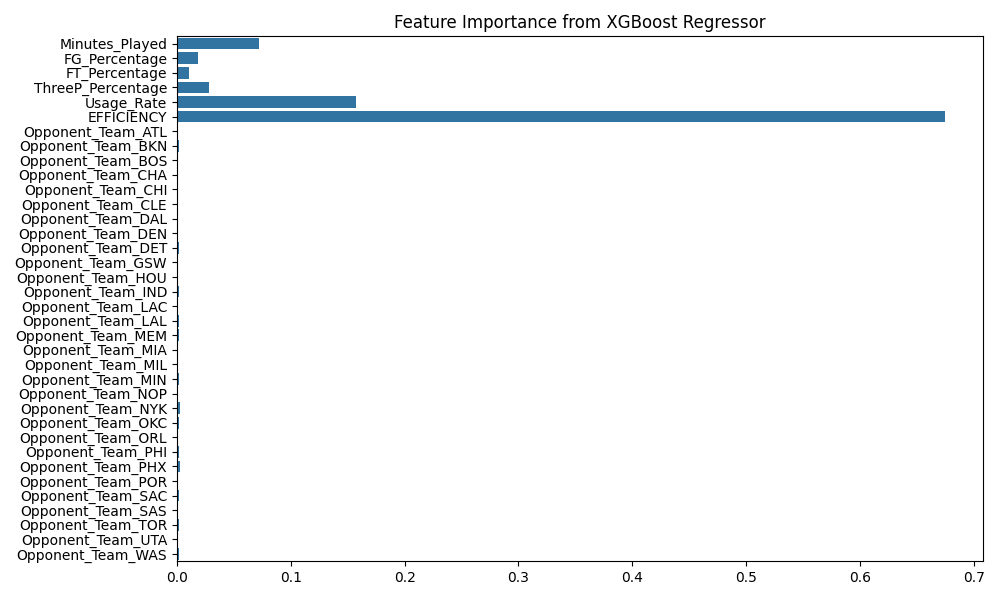 Feature Importance from XGBoost Regressor
Minutes_Played
FG_Percentage
FT_Percentage
ThreeP_Percentage
Usage_Rate
EFFICIENCY
Opponent_Team_ATL
Opponent_Team_BKN
Opponent_Team_BOS
Opponent_Team_CHA
Opponent_Team_CHI
Opponent_Team_CLE
Opponent_Team_DAL
Opponent_Team_DEN
Opponent_Team_DET
Opponent_Team_GSW
Opponent_Team_HOU
Opponent_Team_IND
Opponent_Team_LAC
Opponent_Team_LAL
Opponent_Team_MEM
Opponent_Team_MIA
Opponent_Team_MIL
Opponent_Team_MIN
Opponent_Team_NOP
Opponent_Team_NYK
Opponent_Team_OKC
Opponent_Team_ORL
Opponent_Team_PHI
Opponent_Team_PHX
Opponent_Team_POR
Opponent_Team_SAC
Opponent_Team_SAS
Opponent_Team_TOR
Opponent_Team_UTA
Opponent_Team_WAS
0.0 0.1 0.2 0.3 0.4 0.5 0.6 0.7